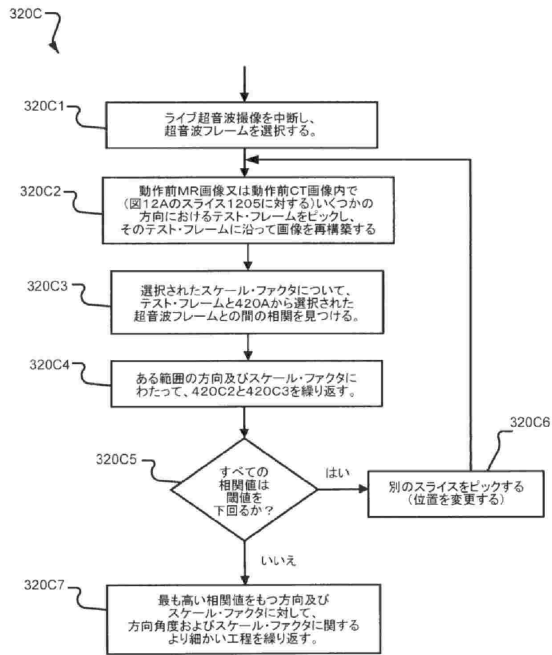 320C
320C1
ライブ超音波撮像を中断し、
超音波フレームを選択する。
320C2
動作前MR画像又は動作前CT画像内で
(図12Aのスライス1205に対する)いくつかの
方向におけるテスト・フレームをピックし、
そのテスト・フレームに沿って画像を再構築する
320C3
選択されたスケール・ファクタについて、
テスト・フレームと420Aから選択された
超音波フレームとの間の相関を見つける。
320C4
ある範囲の方向及びスケール・ファクタに
わたって、420C2と420C3を繰り返す。
320C5
すべての
相関値は
閾値を
下回るか?
はい
320C6
別のスライスをピックする
(位置を変更する)
いいえ
320C7
最も高い相関値をもつ方向及び
スケール・ファクタに対して、
方向角度およびスケール・ファクタに関する
より細かい工程を繰り返す。